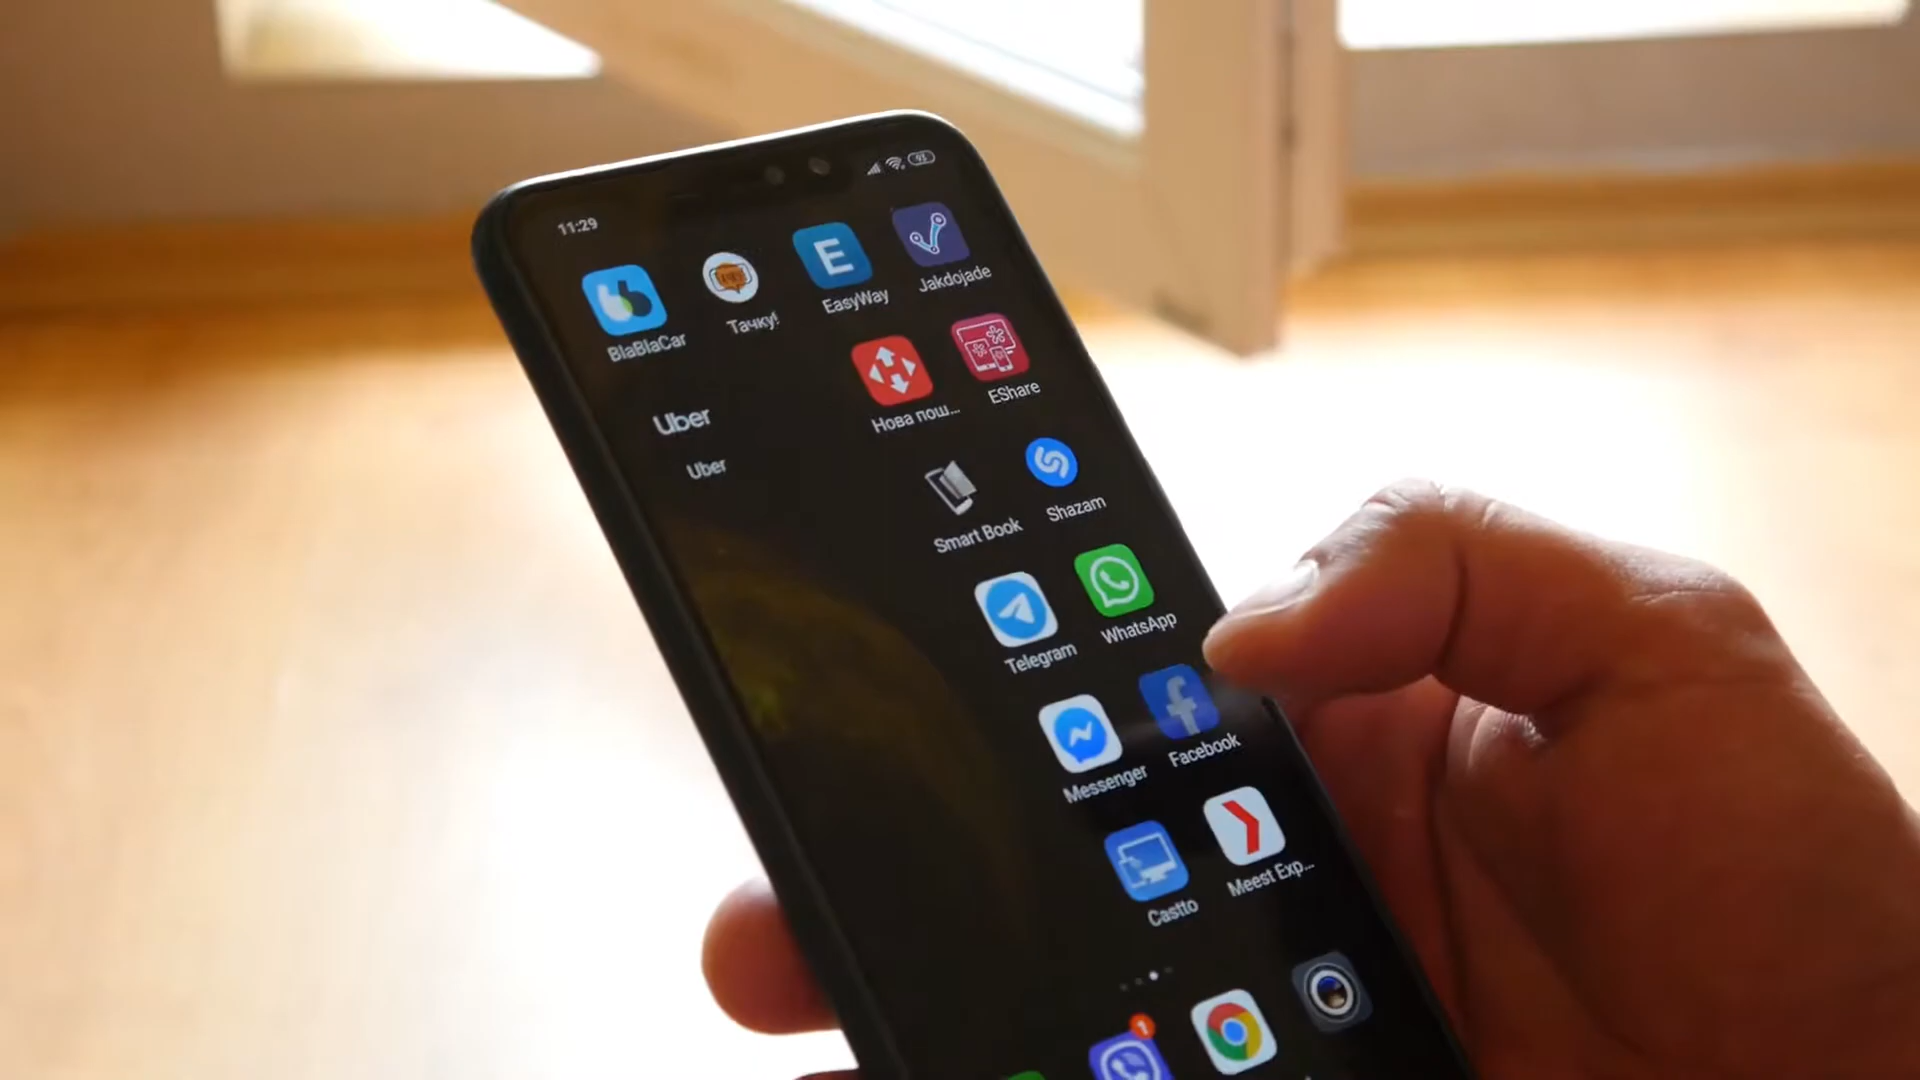 11:29
93
BlaBlaCar
Тачку!
E
EasyWay
Jakdojade
Нова пош...
EShare
Uber
Uber
Smart Book
Shazam
Telegram
WhatsApp
Messenger
Facebook
Castto
Meest Exp...
1